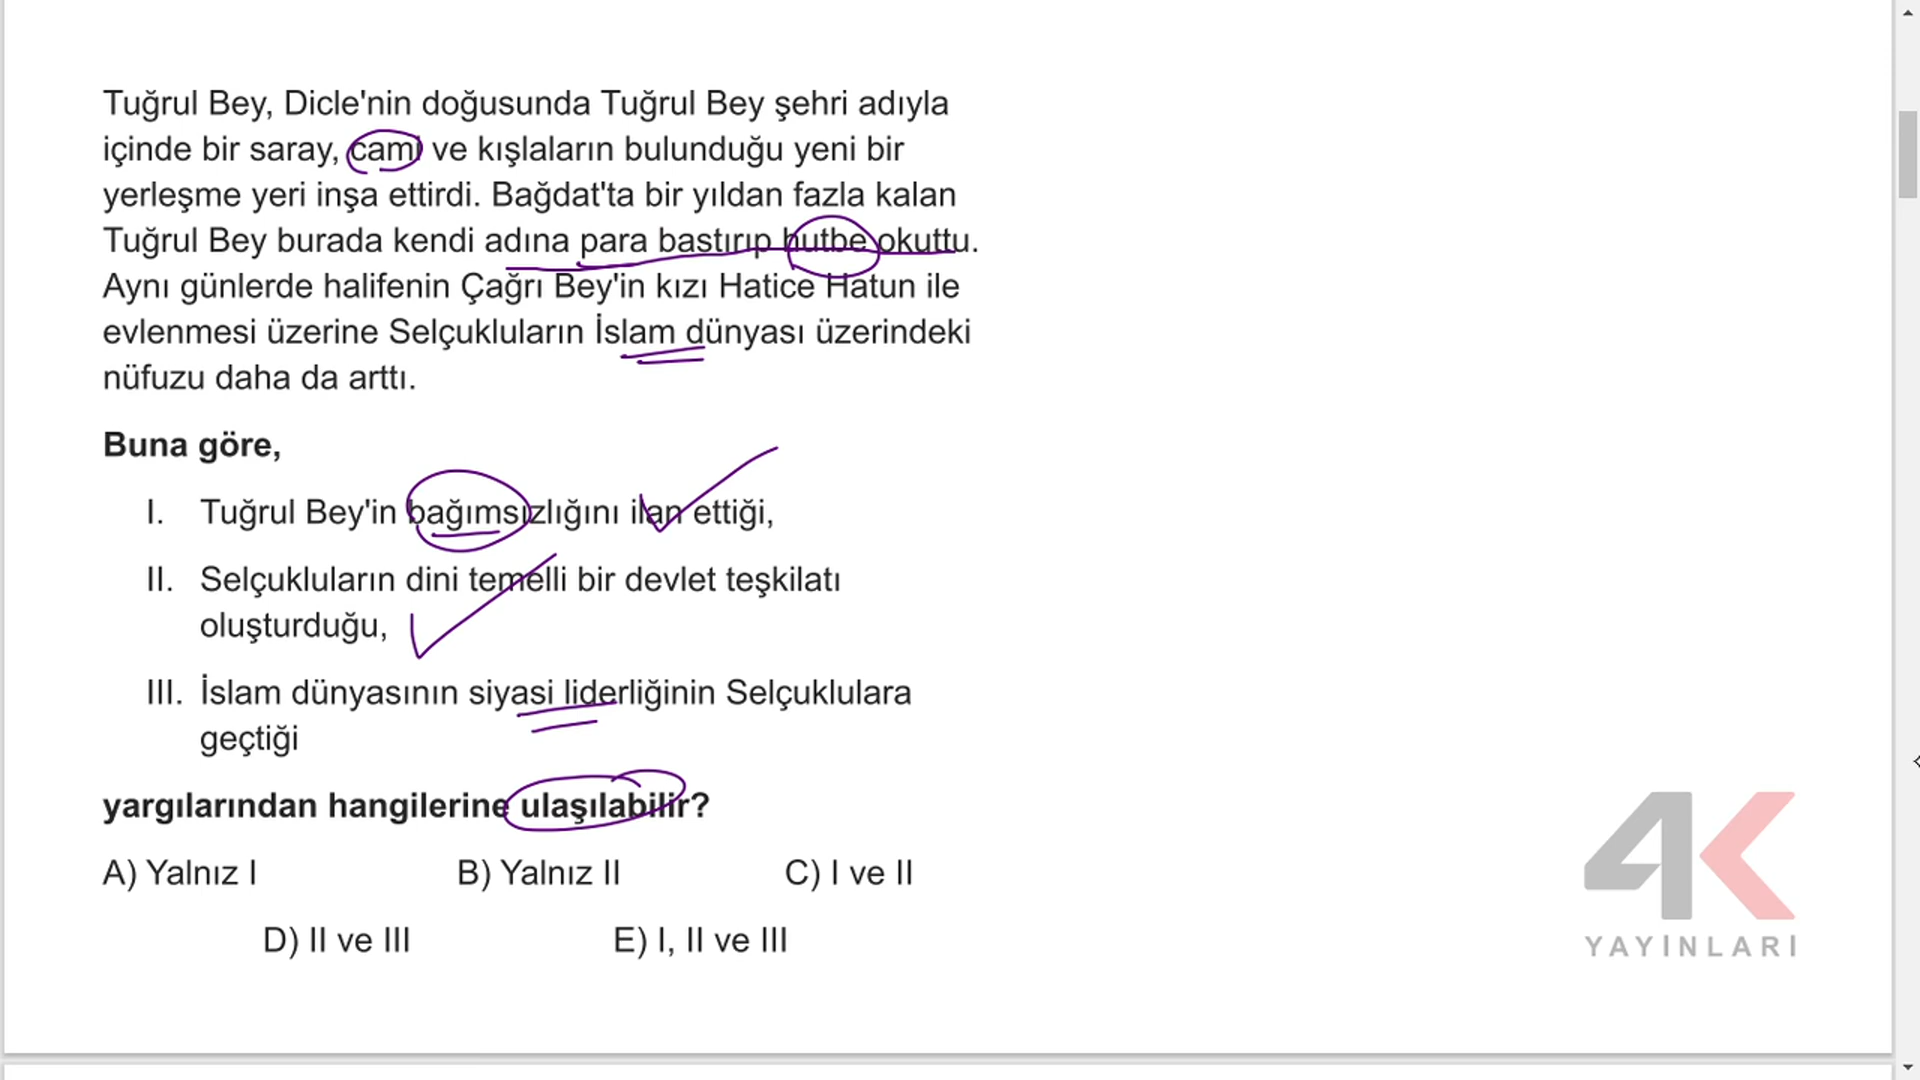 Tuğrul Bey, Dicle'nin doğusunda Tuğrul Bey şehri adıyla
içinde bir saray, cami ve kışlaların bulunduğu yeni bir
yerleşme yeri inşa ettirdi. Bağdat'ta bir yıldan fazla kalan
Tuğrul Bey burada kendi adına para bastırıp hutbe okuttu.
Aynı günlerde halifenin Çağrı Bey'in kızı Hatice Hatun ile
evlenmesi üzerine Selçukluların İslam dünyası üzerindeki
nüfuzu daha da arttı.
Buna göre,
I. Tuğrul Bey'in bağımsızlığını ilan ettiği,
II. Selçukluların dini temelli bir devlet teşkilatı
oluşturduğu,
III. İslam dünyasının siyasi liderliğinin Selçuklulara
geçtiği
yargılarından hangilerine ulaşılabilir?
A) Yalnız I B) Yalnız II C) I ve II
D) II ve III E) I, II ve III
4K
YAYINLARI